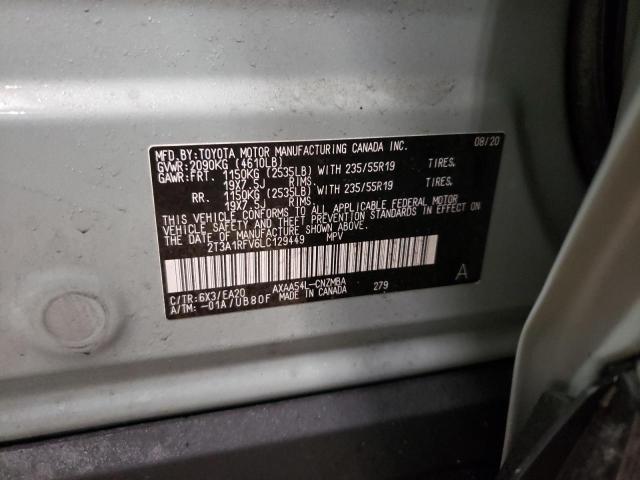 MFD.BY:TOYOTA MOTOR MANUFACTURING CANADA INC. 08/20
GVWR:2090KG (4610LB)
GAWR:FRT. 1150KG (2535LB) WITH 235/55R19 TIRES.
19X7.5J RIMS
RR. 1150KG (2535LB) WITH 235/55R19 TIRES.
19X7.5J RIMS
THIS VEHICLE CONFORMS TO ALL APPLICABLE FEDERAL MOTOR
VEHICLE SAFETY AND BUMPER STANDARDS IN EFFECT ON
THE DATE OF MANUFACTURE SHOWN ABOVE.
2T3A1RFV6LC129449 MPV
A
C/TR:6X3/EA20 AXAA54L-CNZMBA 279
A/TM:-01A/UB80F MADE IN CANADA